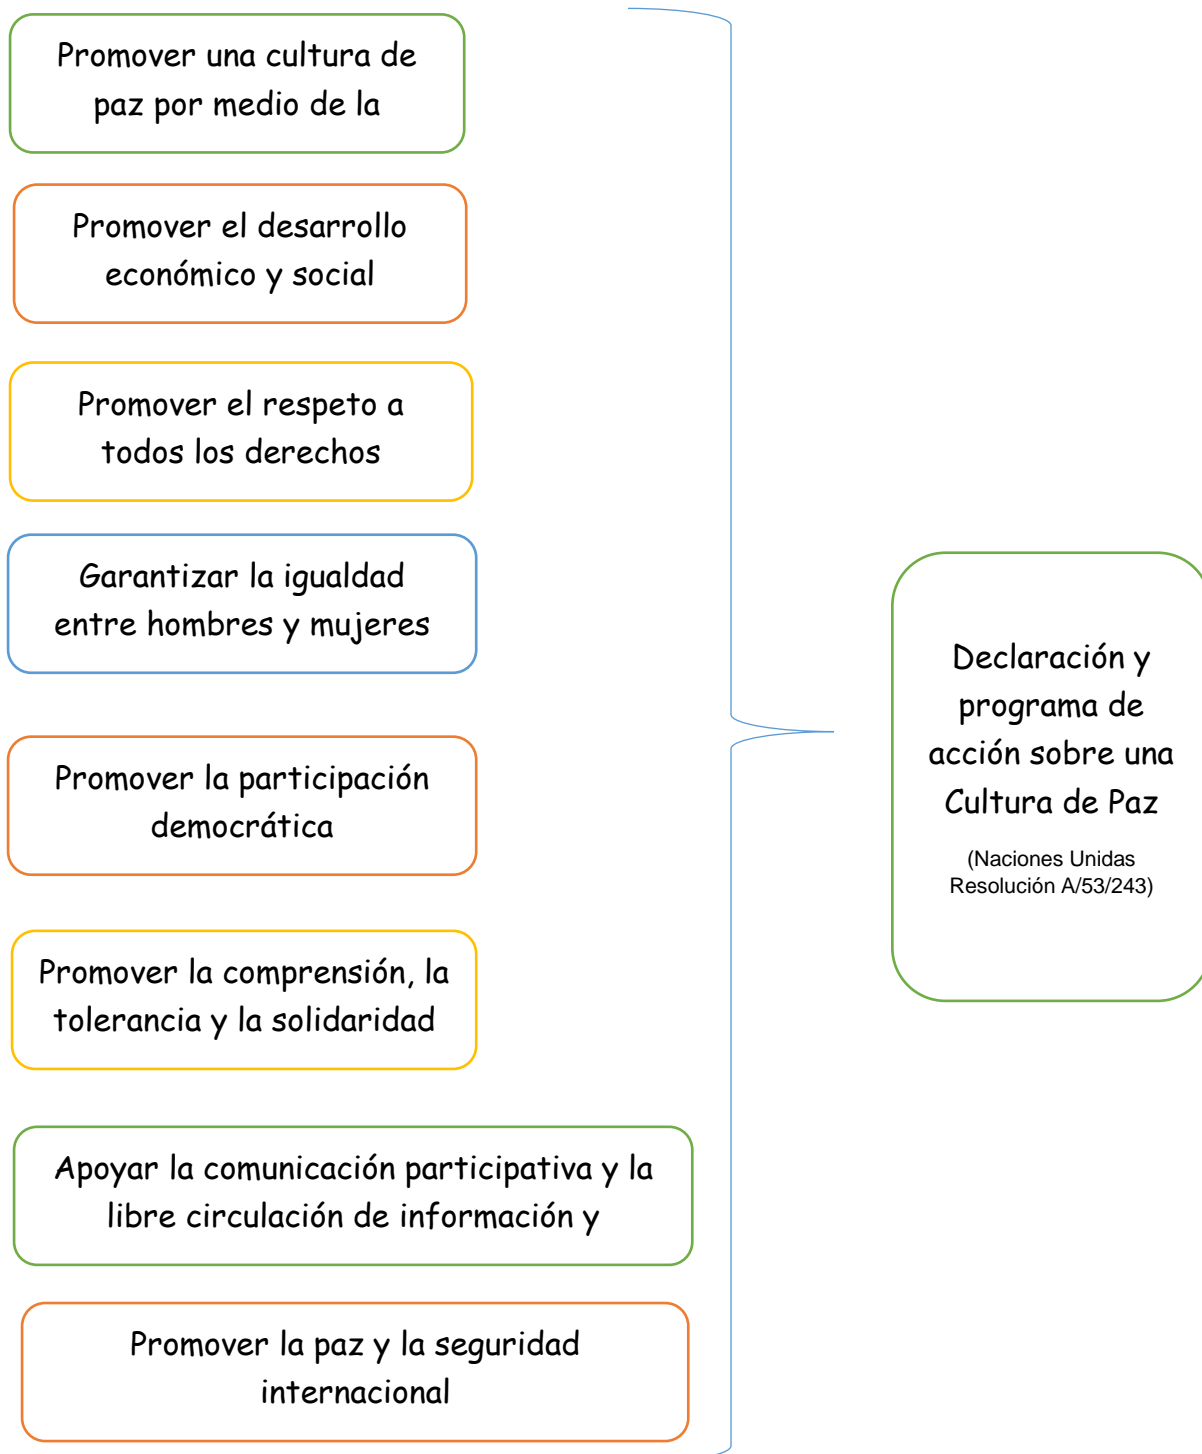 Promover una cultura de
paz por medio de la
Promover el desarrollo
económico y social
Promover el respeto a
todos los derechos
Garantizar la igualdad
entre hombres y mujeres
Promover la participación
democrática
Promover la comprensión, la
tolerancia y la solidaridad
Apoyar la comunicación participativa y la
libre circulación de información y
Promover la paz y la seguridad
internacional
Declaración y
programa de
acción sobre una
Cultura de Paz
(Naciones Unidas
Resolución A/53/243)